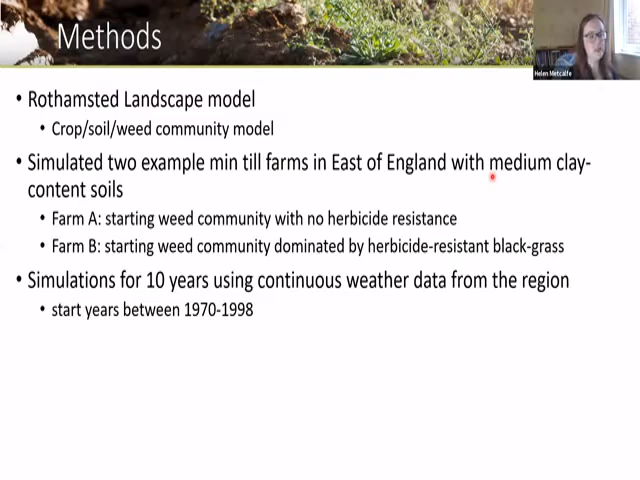 Methods
Helen Metcalfe
• Rothamsted Landscape model
• Crop/soil/weed community model
• Simulated two example min till farms in East of England with medium clay-
content soils
• Farm A: starting weed community with no herbicide resistance
• Farm B: starting weed community dominated by herbicide-resistant black-grass
• Simulations for 10 years using continuous weather data from the region
• start years between 1970-1998